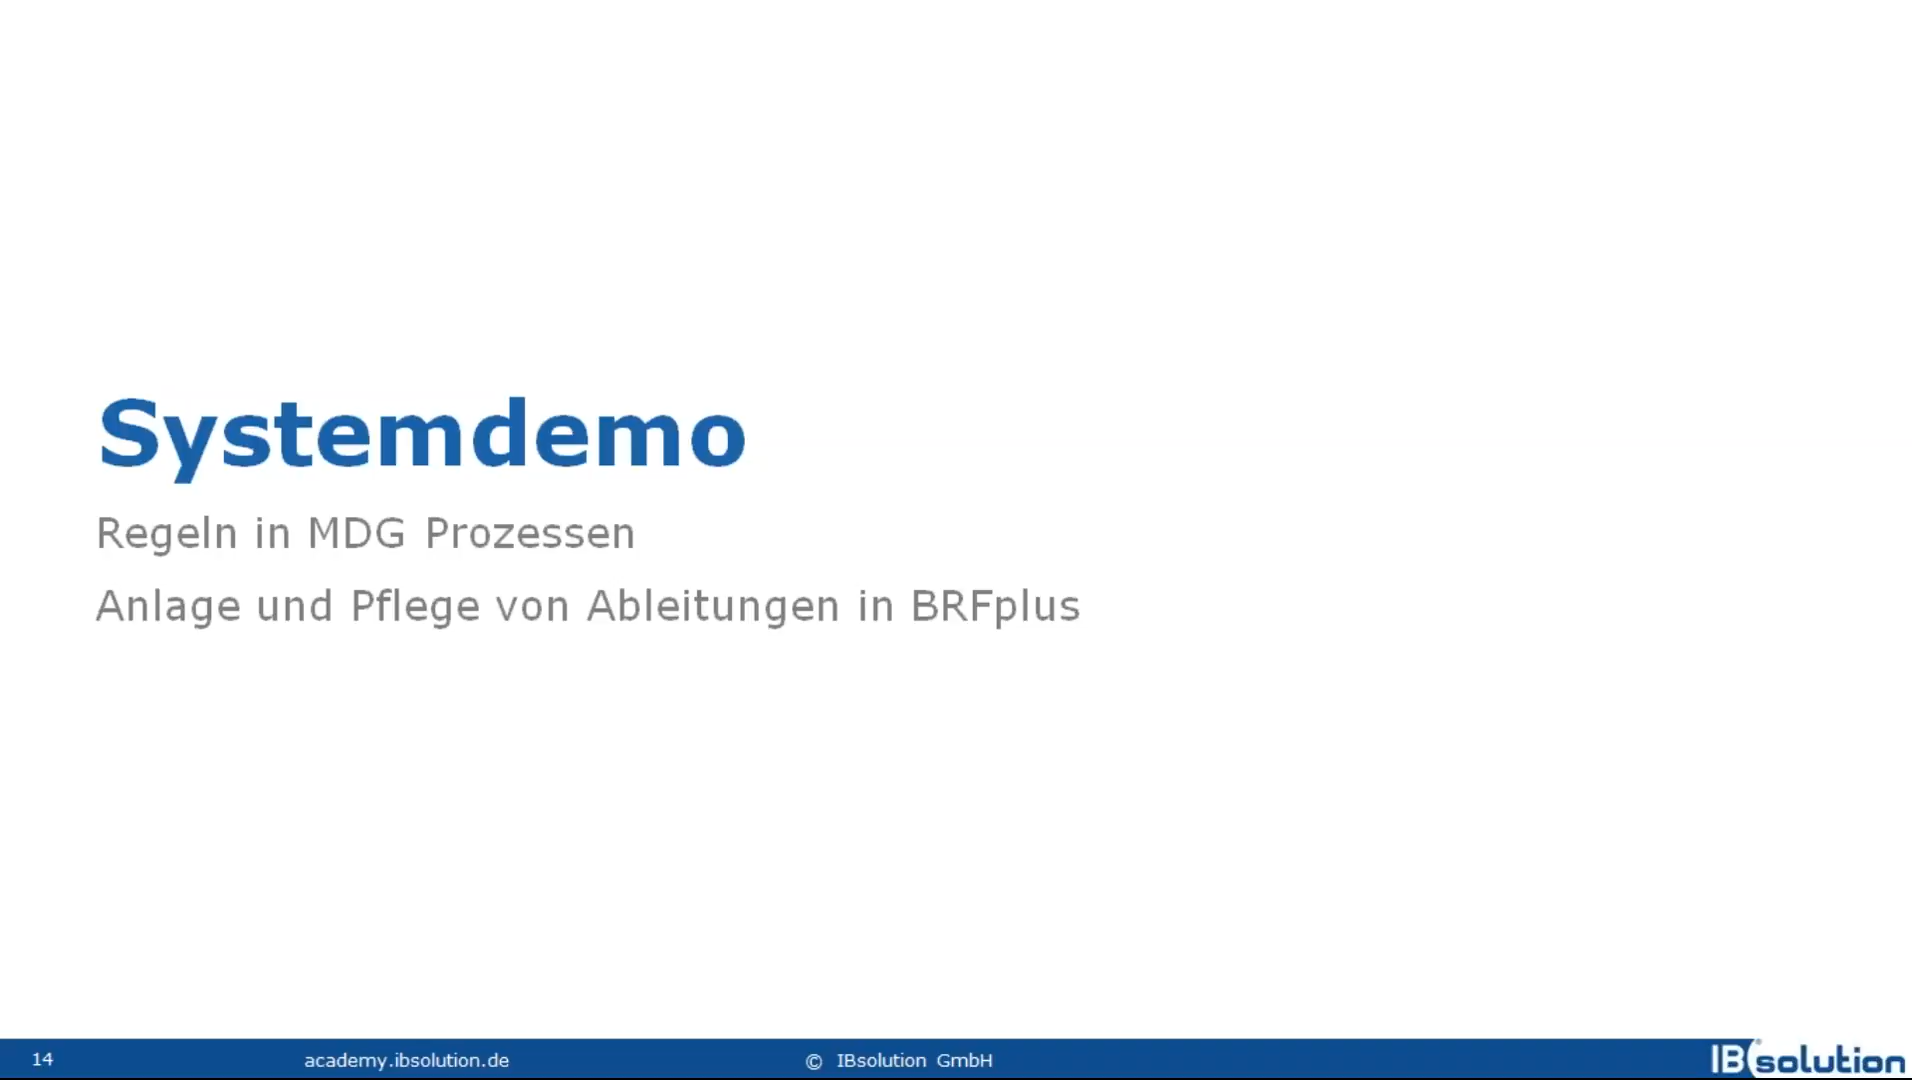 Systemdemo
Regeln in MDG Prozessen
Anlage und Pflege von Ableitungen in BRFplus
14
academy.ibsolution.de
© IBsolution GmbH
IBsolution